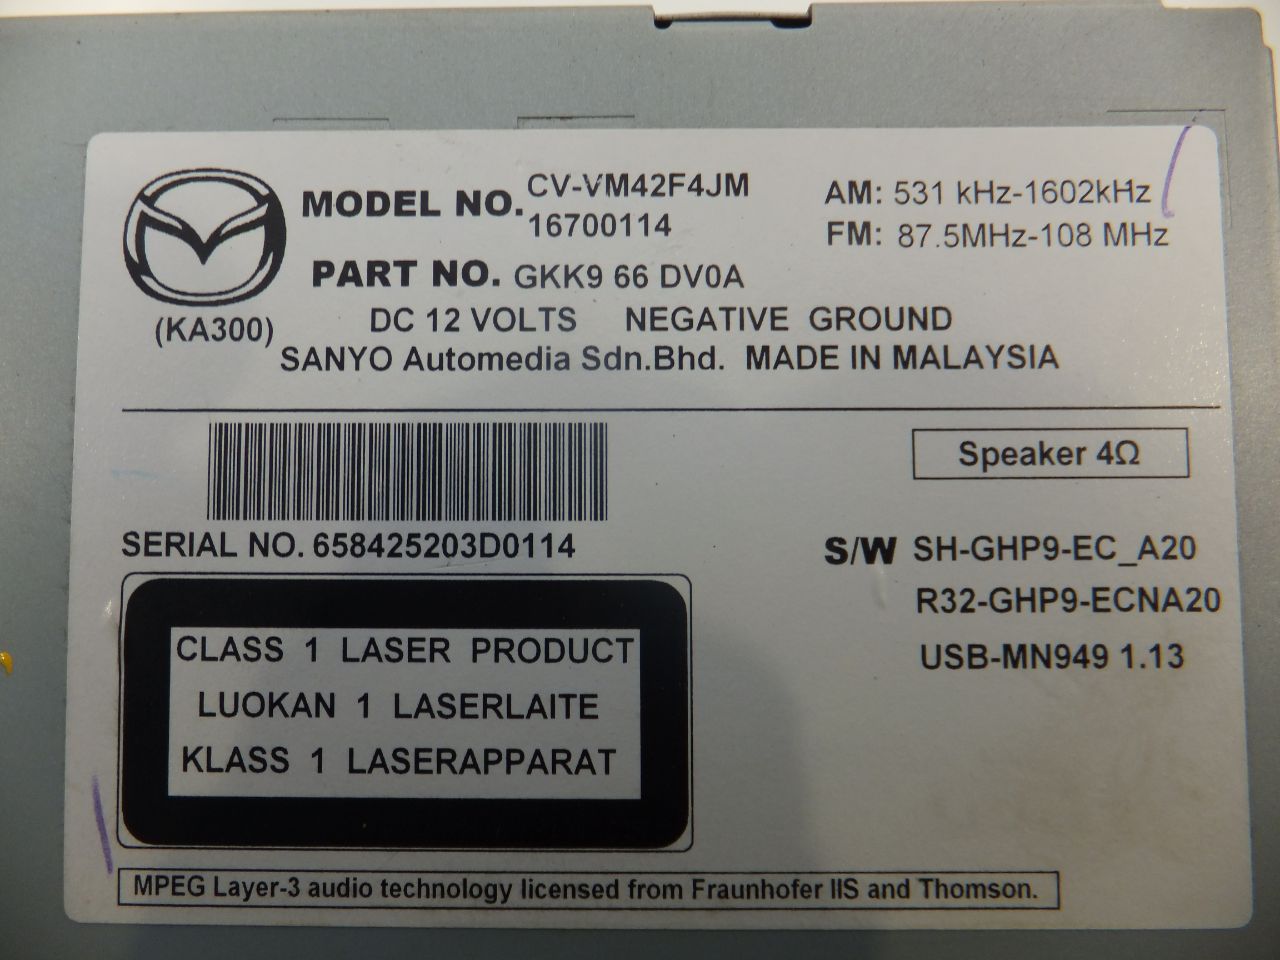 MODEL NO. CV-VM42F4JM
16700114
AM: 531 kHz-1602kHz
FM: 87.5MHz-108 MHz
PART NO. GKK9 66 DV0A
(KA300)
DC 12 VOLTS NEGATIVE GROUND
SANYO Automedia Sdn.Bhd. MADE IN MALAYSIA
Speaker 4Ω
SERIAL NO. 658425203D0114
S/W SH-GHP9-EC_A20
R32-GHP9-ECNA20
USB-MN949 1.13
CLASS 1 LASER PRODUCT
LUOKAN 1 LASERLAITE
KLASS 1 LASERAPPARAT
MPEG Layer-3 audio technology licensed from Fraunhofer IIS and Thomson.